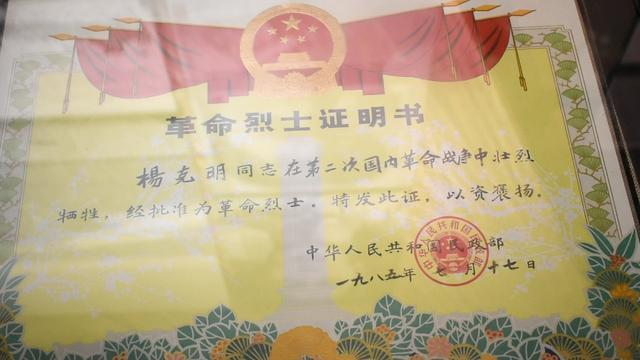 革命烈士证明书
楊克明同志在第二次国内革命战争中壮烈
牺牲，经批准为革命烈士。特发此证，以资褒扬。
中华人民共和国民政部
一九八五年 七月十七日